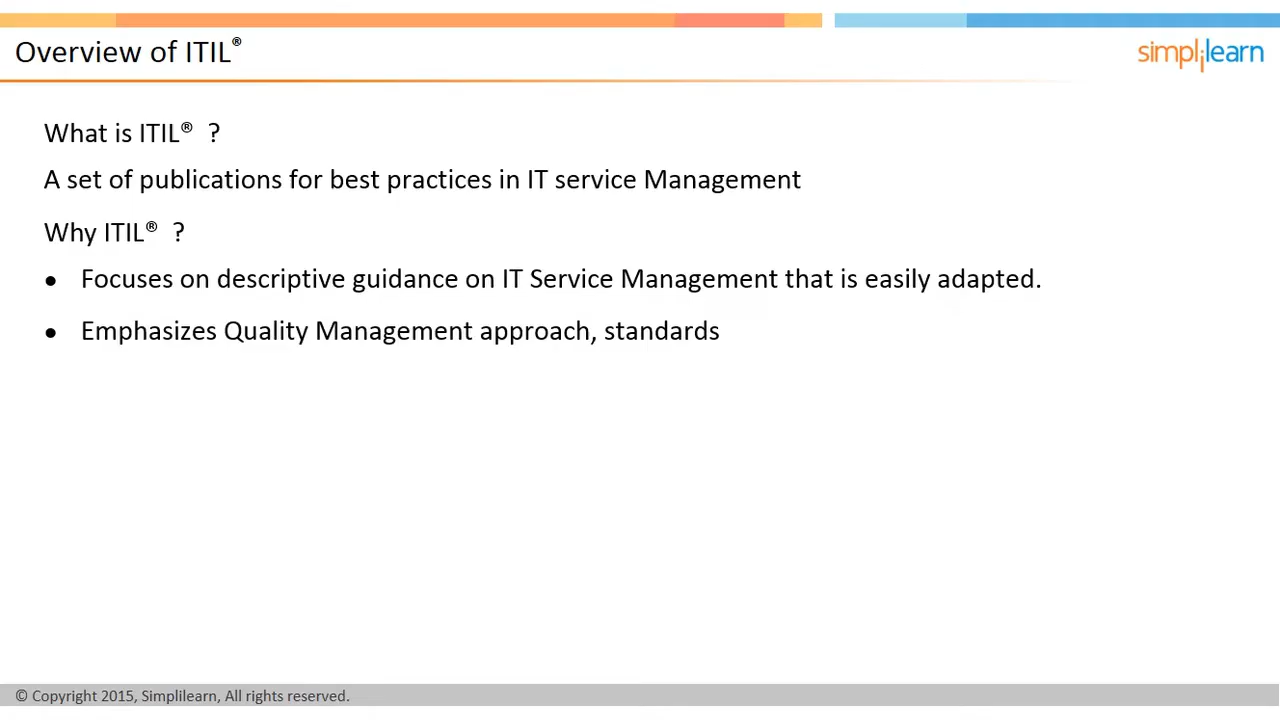 Overview of ITIL®
simplilearn
What is ITIL® ?
A set of publications for best practices in IT service Management
Why ITIL® ?
● Focuses on descriptive guidance on IT Service Management that is easily adapted.
● Emphasizes Quality Management approach, standards
© Copyright 2015, Simplilearn, All rights reserved.